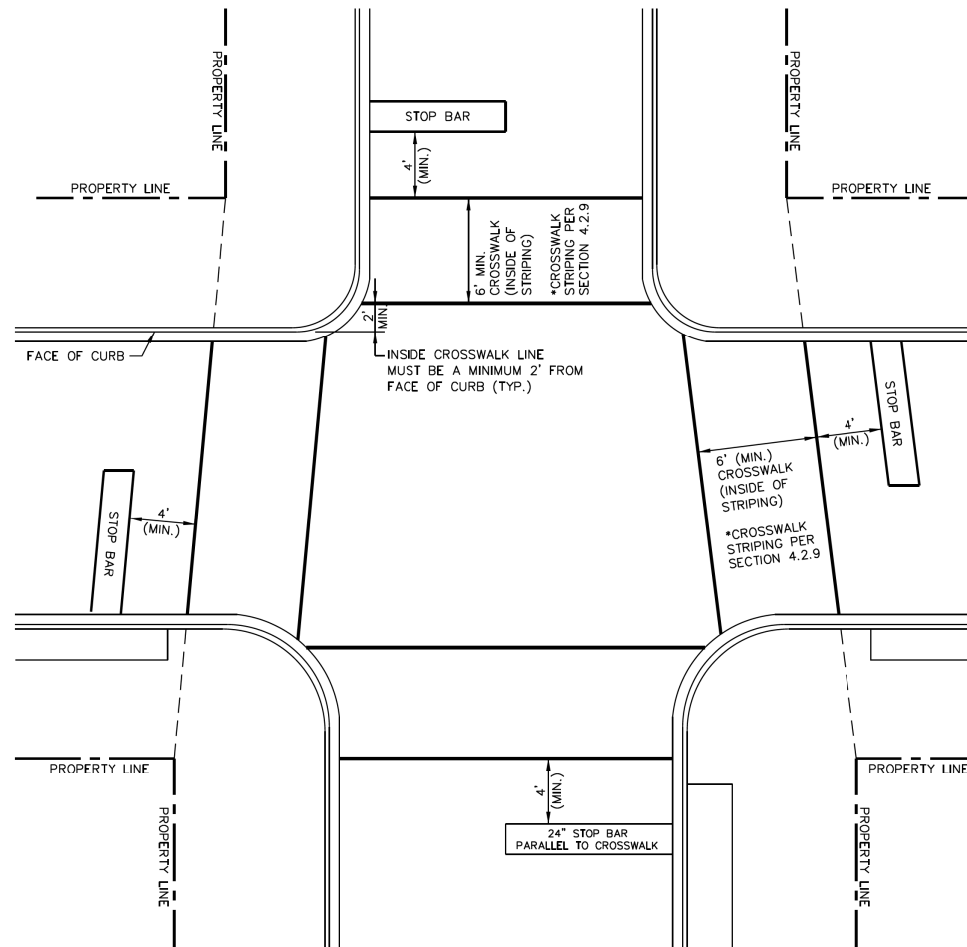 PROPERTY LINE
PROPERTY LINE
STOP BAR
4'
(MIN.)
PROPERTY LINE
PROPERTY LINE
6' MIN.
CROSSWALK
(INSIDE OF
STRIPING)
*CROSSWALK
STRIPING PER
SECTION 4.2.9
2'
MIN.
FACE OF CURB
INSIDE CROSSWALK LINE
MUST BE A MINIMUM 2' FROM
FACE OF CURB (TYP.)
STOP BAR
4'
(MIN.)
6' (MIN.)
CROSSWALK
(INSIDE OF
STRIPING)
*CROSSWALK
STRIPING PER
SECTION 4.2.9
STOP BAR
4'
(MIN.)
PROPERTY LINE
PROPERTY LINE
4'
(MIN.)
24" STOP BAR
PARALLEL TO CROSSWALK
PROPERTY LINE
PROPERTY LINE